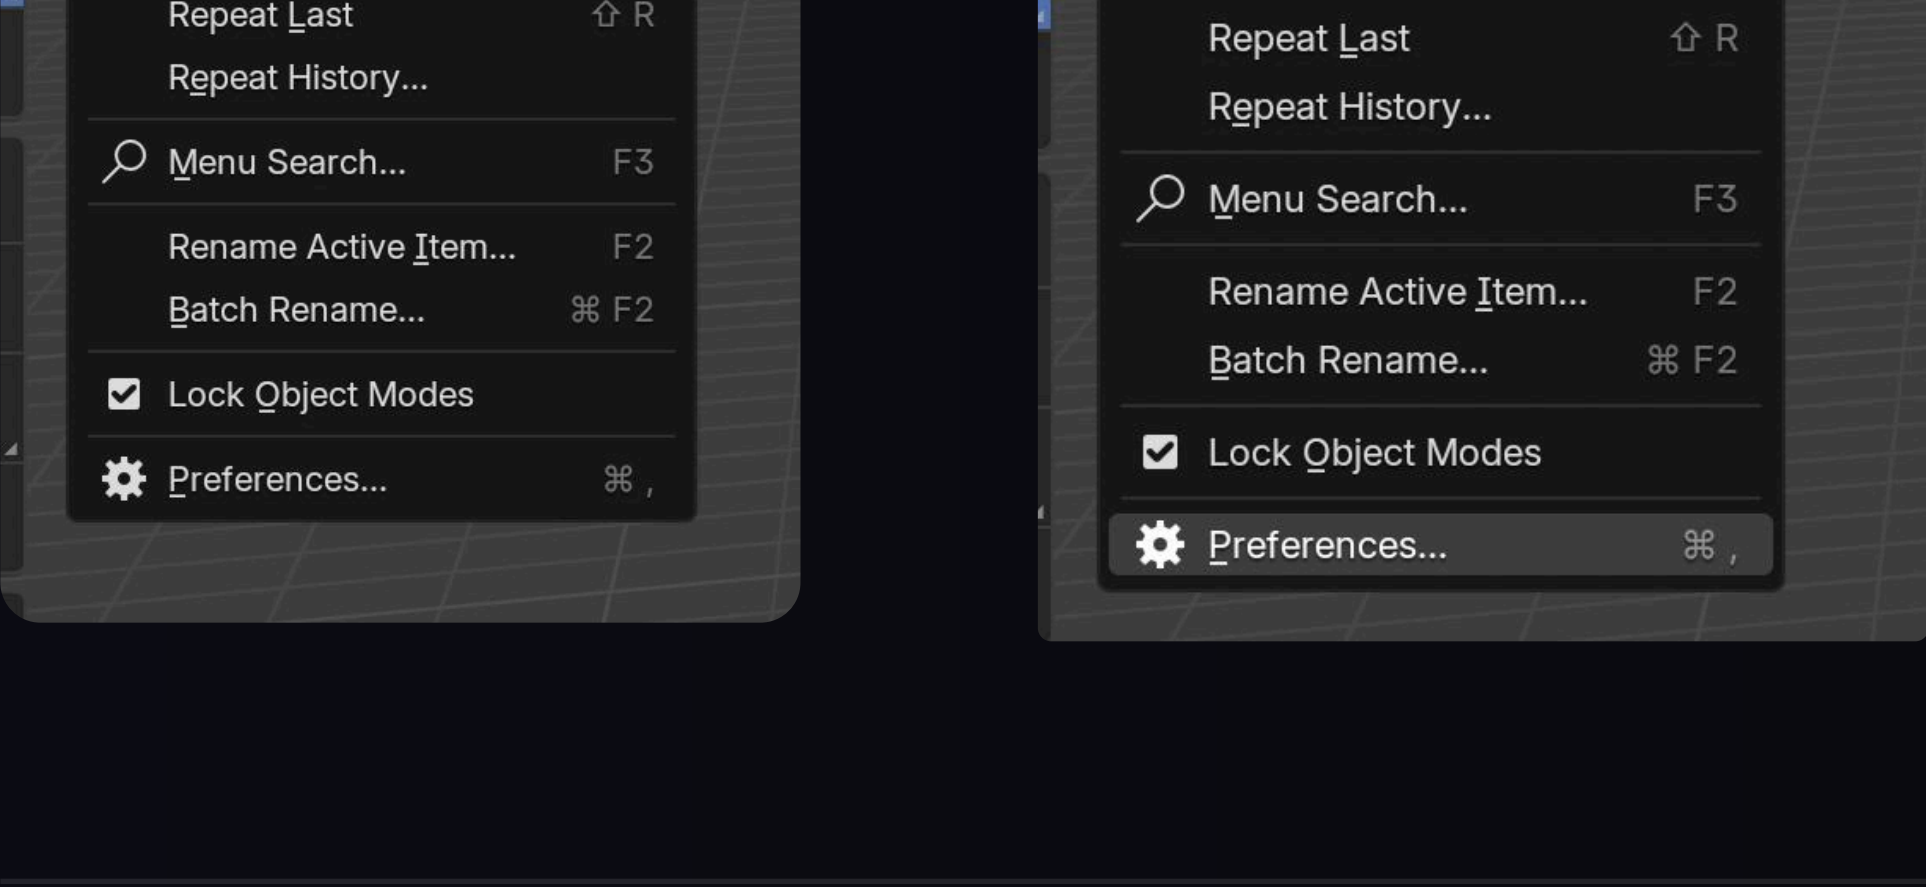 Repeat Last ⇧ R
Repeat History...
Menu Search... F3
Rename Active Item... F2
Batch Rename... ⌘ F2
Lock Object Modes
Preferences... ⌘ ,
Repeat Last ⇧ R
Repeat History...
Menu Search... F3
Rename Active Item... F2
Batch Rename... ⌘ F2
Lock Object Modes
Preferences... ⌘ ,